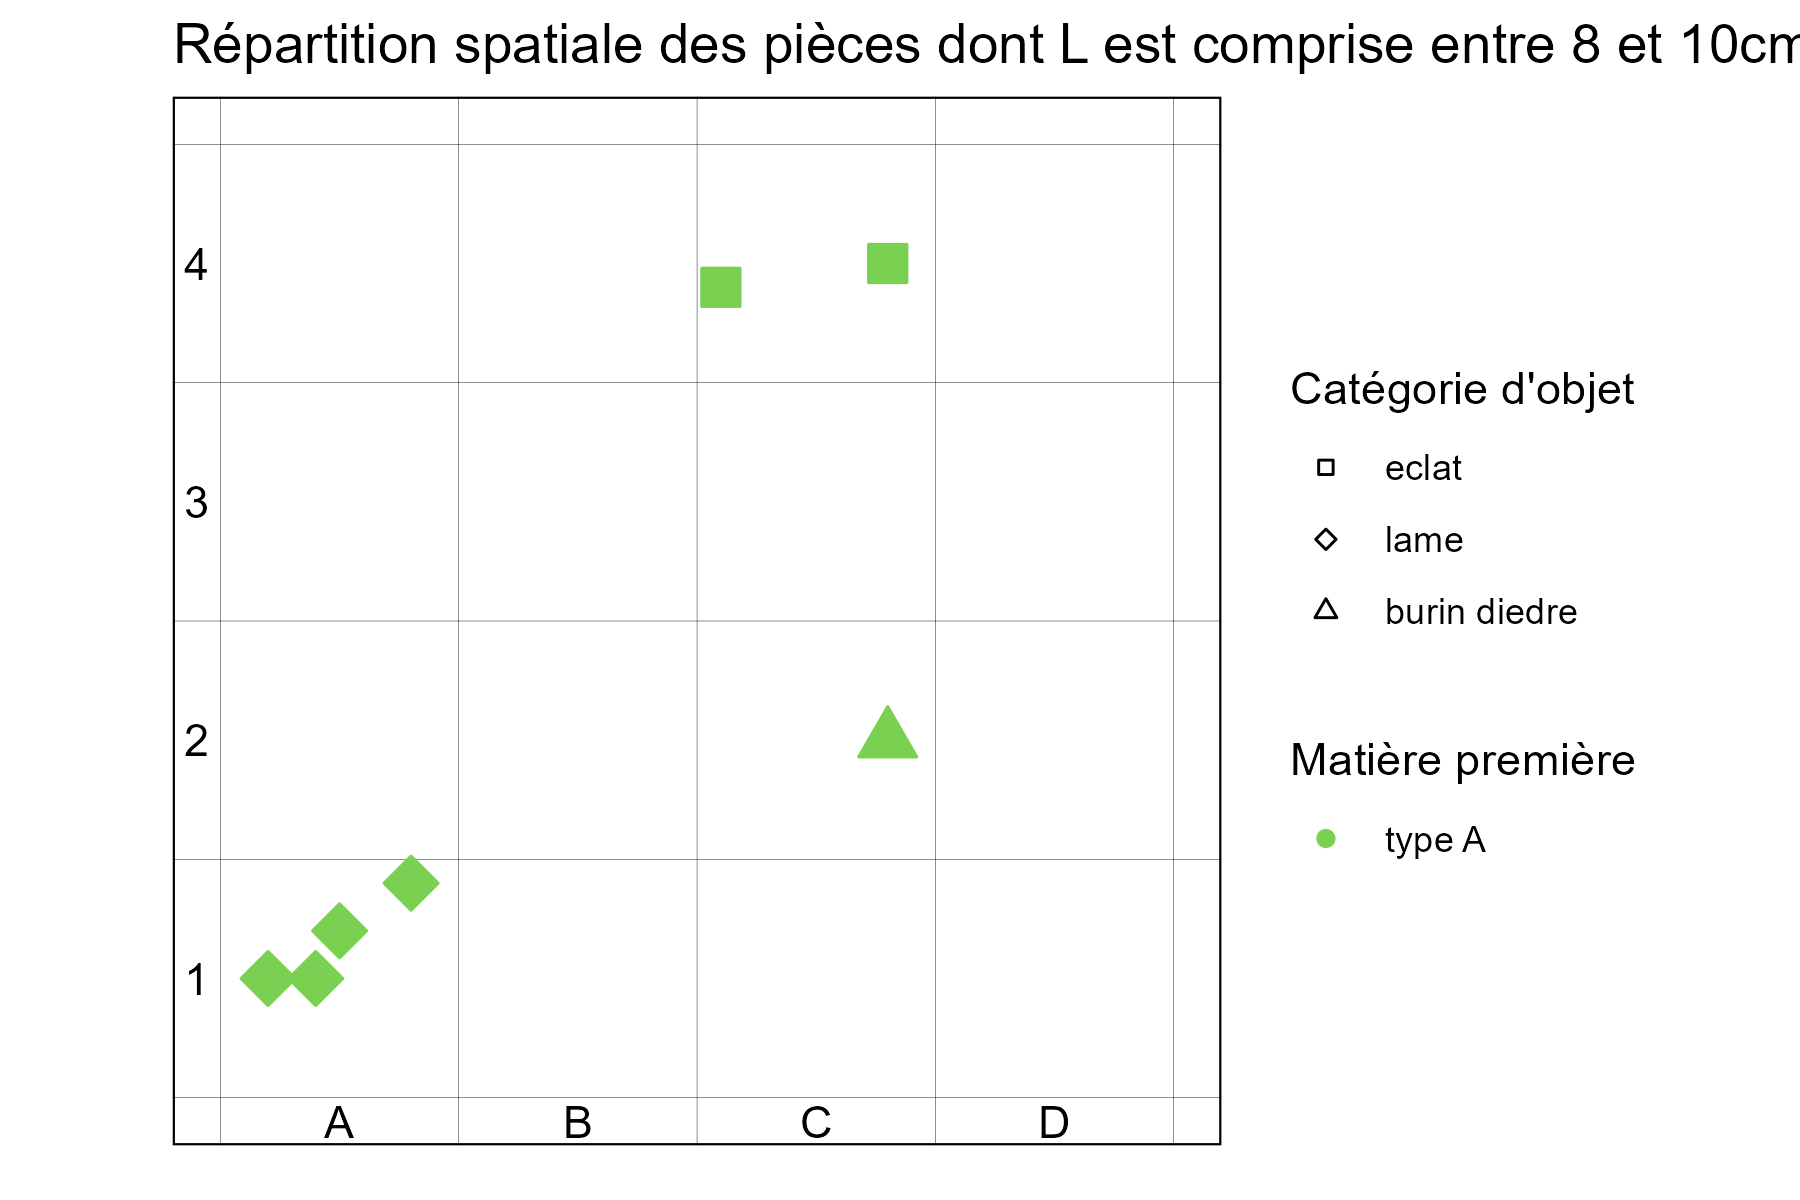 Répartition spatiale des pièces dont L est comprise entre 8 et 10cm
4
3
2
1
A B C D
Catégorie d'objet
eclat
lame
burin diedre
Matière première
type A